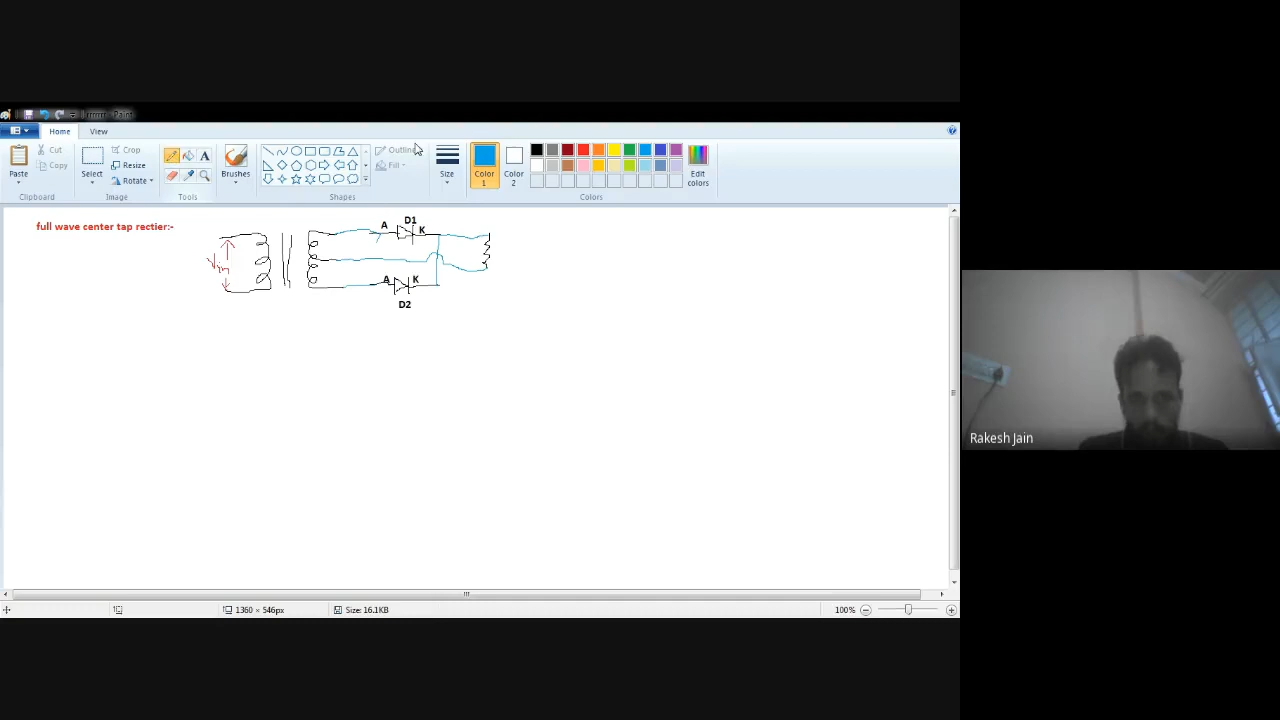 Home View
Cut
Copy
Paste
Clipboard
Select
Crop
Resize
Rotate
Image
Tools
Brushes
Outline
Fill
Shapes
Size
Color 1
Color 2
Edit colors
Colors
full wave center tap rectier:-
Vin
A D1 K
A K
D2
1360 × 546px
Size: 16.1KB
100%
Rakesh Jain